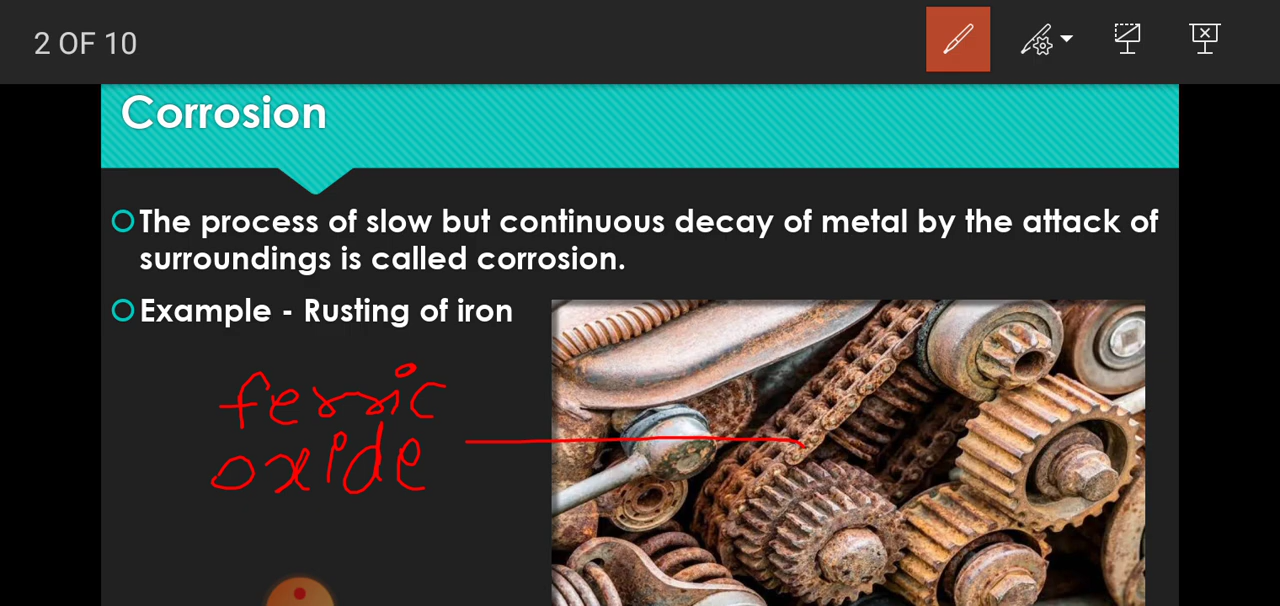 2 OF 10
Corrosion
The process of slow but continuous decay of metal by the attack of
surroundings is called corrosion.
Example - Rusting of iron
ferric
oxide